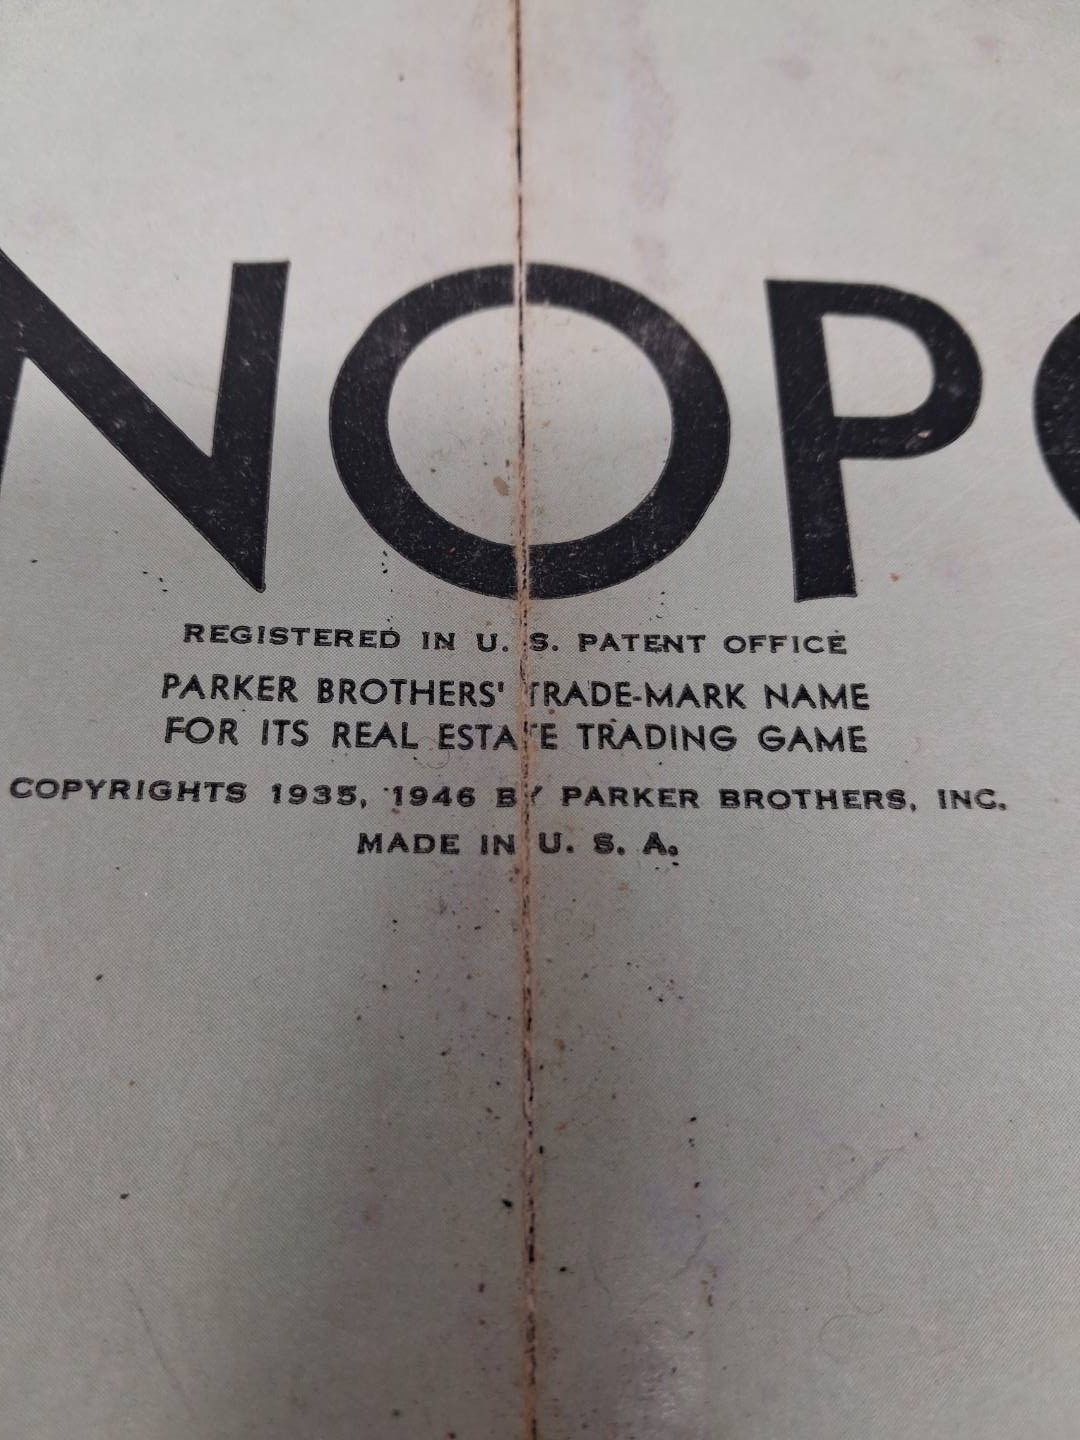 NOPO
REGISTERED IN U. S. PATENT OFFICE
PARKER BROTHERS' TRADE-MARK NAME
FOR ITS REAL ESTATE TRADING GAME
COPYRIGHTS 1935, 1946 BY PARKER BROTHERS, INC.
MADE IN U. S. A.